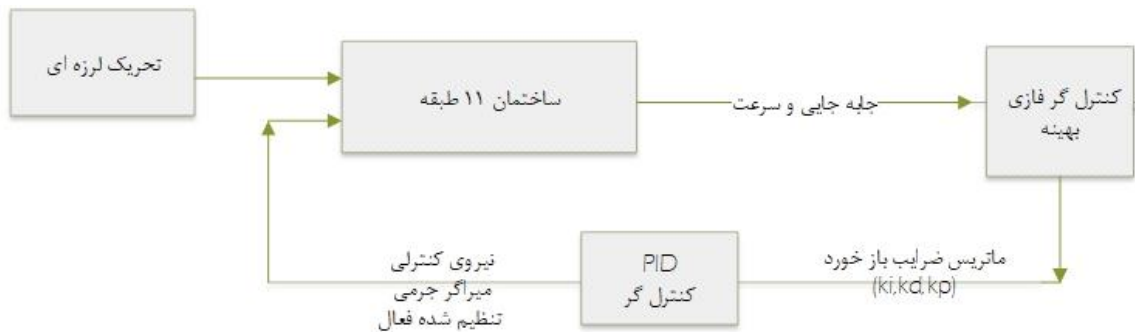 تحریک لرزه ای
ساختمان ۱۱ طبقه
جابه جایی و سرعت
کنترل گر فازی
بهینه
ماتریس ضرایب باز خورد
(ki,kd,kp)
PID
کنترل گر
نیروی کنترلی
میراگر جرمی
تنظیم شده فعال